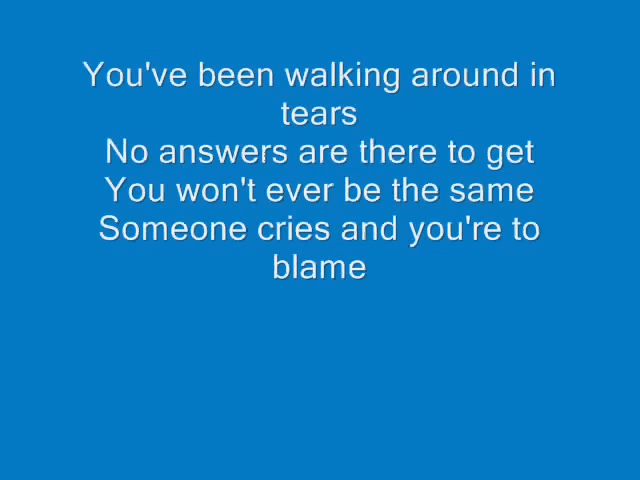 You've been walking around in
tears
No answers are there to get
You won't ever be the same
Someone cries and you're to
blame